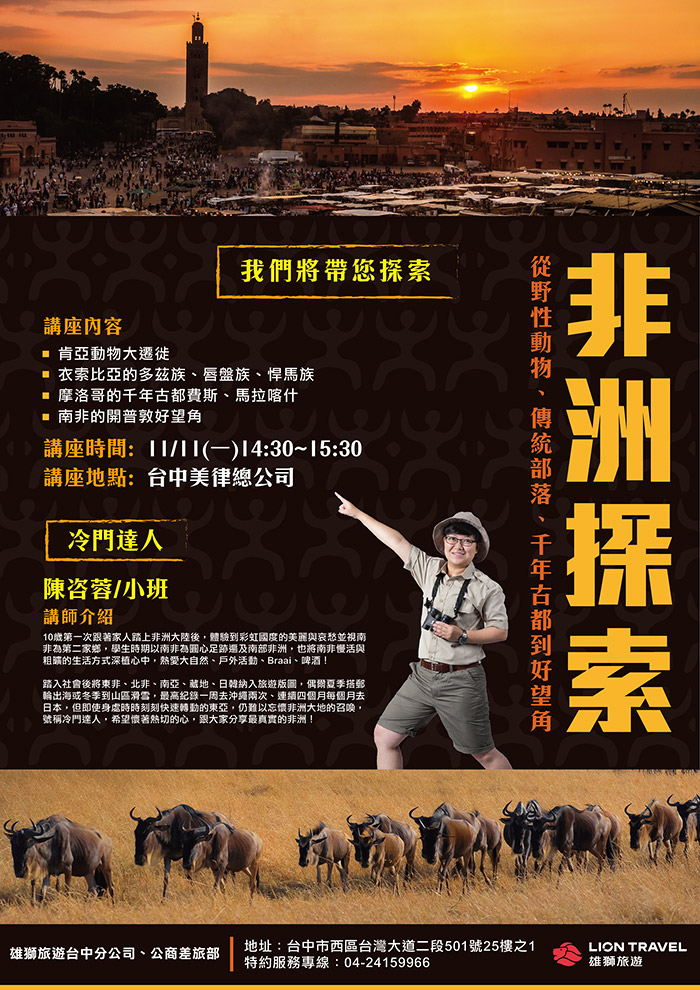 非洲探索
從野性動物、傳統部落、千年古都到好望角
我們將帶您探索
講座內容
肯亞動物大遷徙
衣索比亞的多茲族、唇盤族、悍馬族
摩洛哥的千年古都費斯、馬拉喀什
南非的開普敦好望角
講座時間: 11/11(一)14:30~15:30
講座地點: 台中美律總公司
冷門達人
陳咨蓉/小班
講師介紹
10歲第一次跟著家人踏上非洲大陸後，體驗到彩虹國度的美麗與哀愁並視南
非為第二家鄉，學生時期以南非為圓心足跡遍及南部非洲，也將南非慢活與
粗獷的生活方式深植心中，熱愛大自然、戶外活動、Braai、啤酒！
踏入社會後將東非、北非、南亞、藏地、日韓納入旅遊版圖，偶爾夏季搭郵
輪出海或冬季到山區滑雪，最高紀錄一周去沖繩兩次、連續四個月每個月去
日本，但即使身處時時刻刻快速轉動的東亞，仍難以忘懷非洲大地的召喚，
號稱冷門達人，希望懷著熱切的心，跟大家分享最真實的非洲！
雄獅旅遊台中分公司、公商差旅部
地址：台中市西區台灣大道二段501號25樓之1
特約服務專線：04-24159966
LION TRAVEL
雄獅旅遊